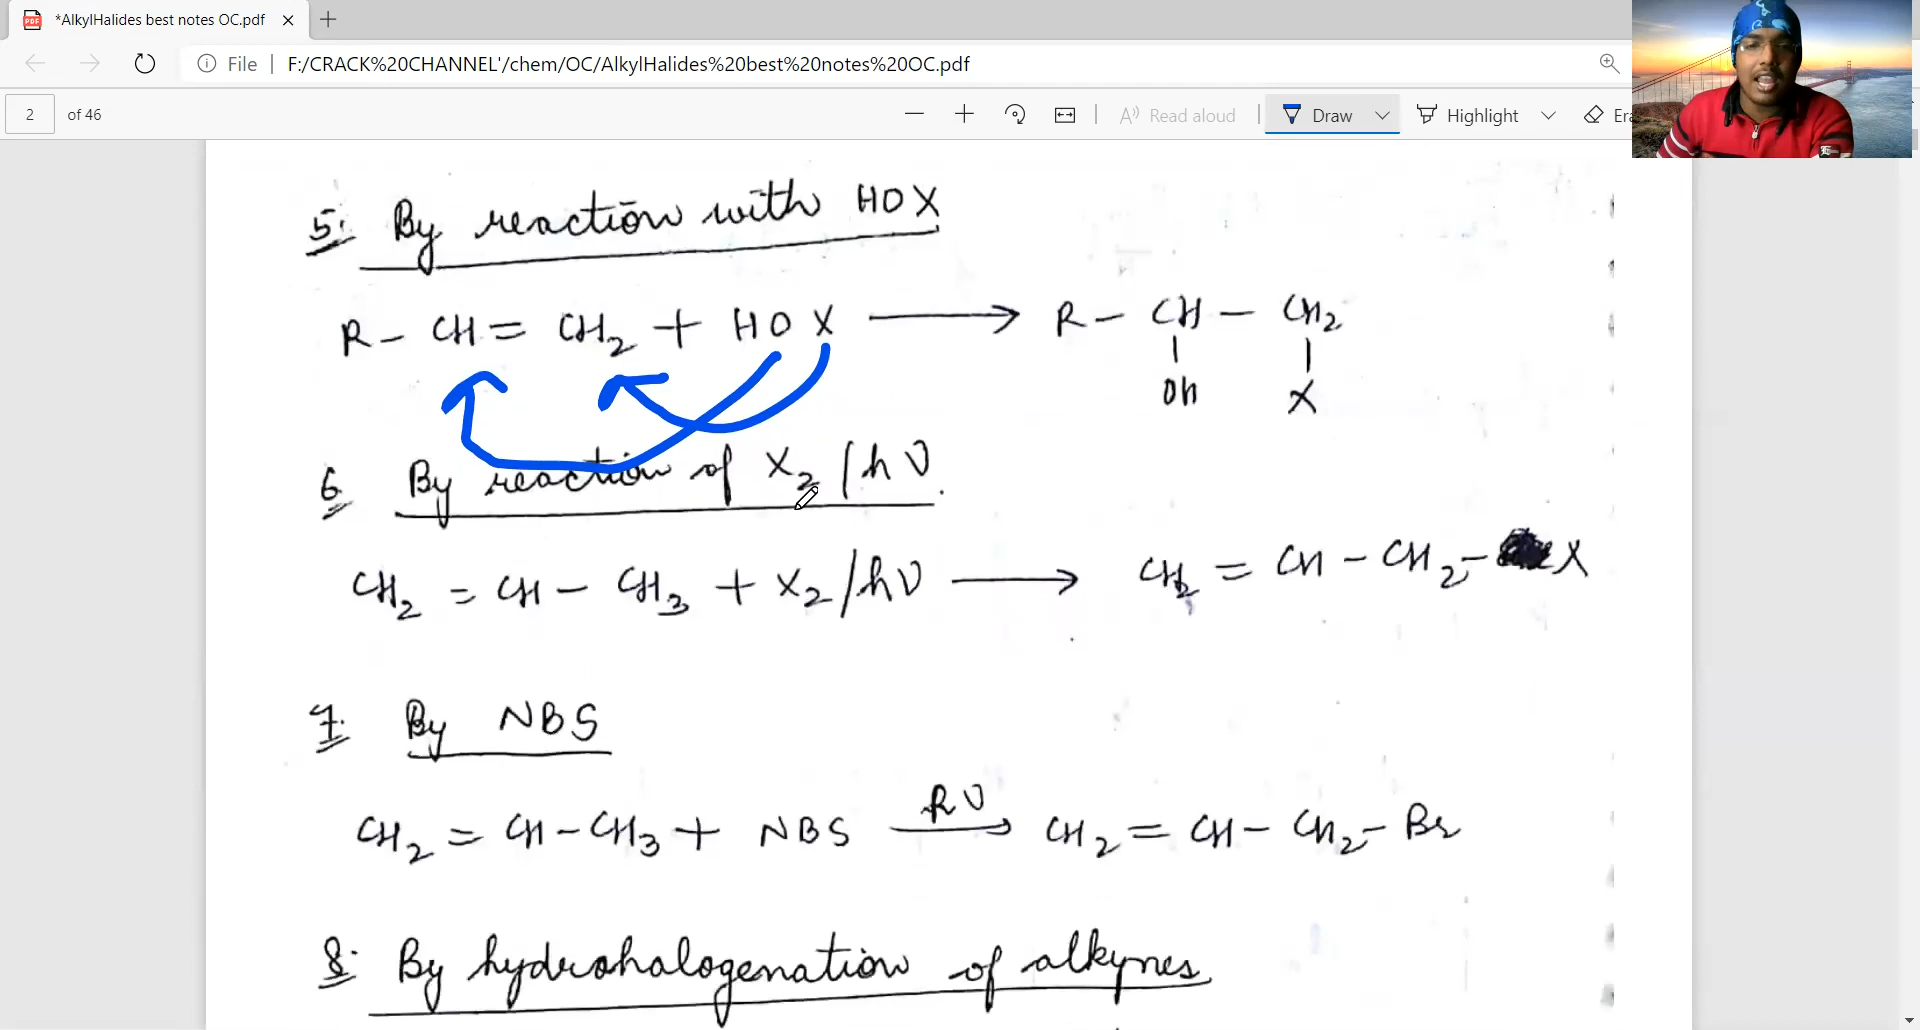 *AlkylHalides best notes OC.pdf
File F:/CRACK%20CHANNEL'/chem/OC/AlkylHalides%20best%20notes%20OC.pdf
2 of 46 Read aloud Draw Highlight Era
5. By reaction with HOX
R - CH = CH2 + HOX ⟶ R - CH - CH2
OH X
6 By reaction of X2 / hν.
CH2 = CH - CH3 + X2 / hν ⟶ CH2 = CH - CH2 - X
7. By NBS
hν
CH2 = CH - CH3 + NBS ⟶ CH2 = CH - CH2 - Br
8. By hydrohalogenation of alkynes